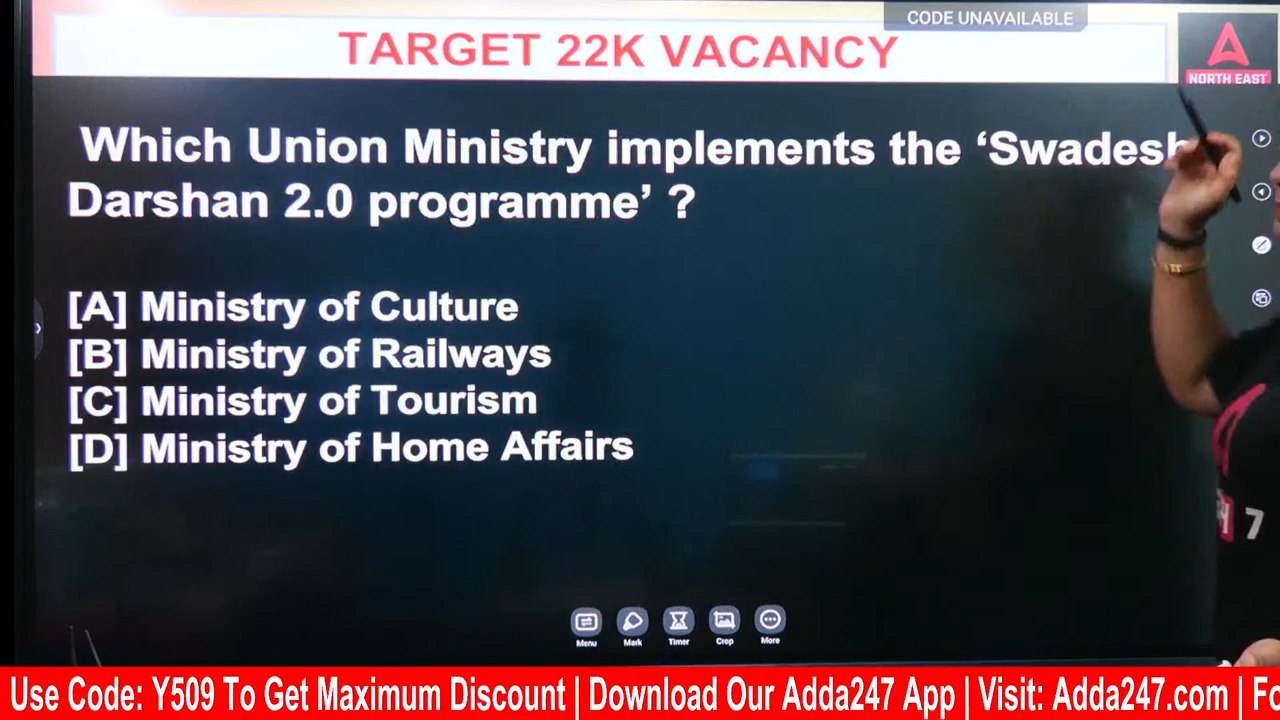 CODE UNAVAILABLE
TARGET 22K VACANCY
NORTH EAST
Which Union Ministry implements the ‘Swadesh
Darshan 2.0 programme’ ?
[A] Ministry of Culture
[B] Ministry of Railways
[C] Ministry of Tourism
[D] Ministry of Home Affairs
7
Menu Mark Timer Crop More
Use Code: Y509 To Get Maximum Discount | Download Our Adda247 App | Visit: Adda247.com | Fo